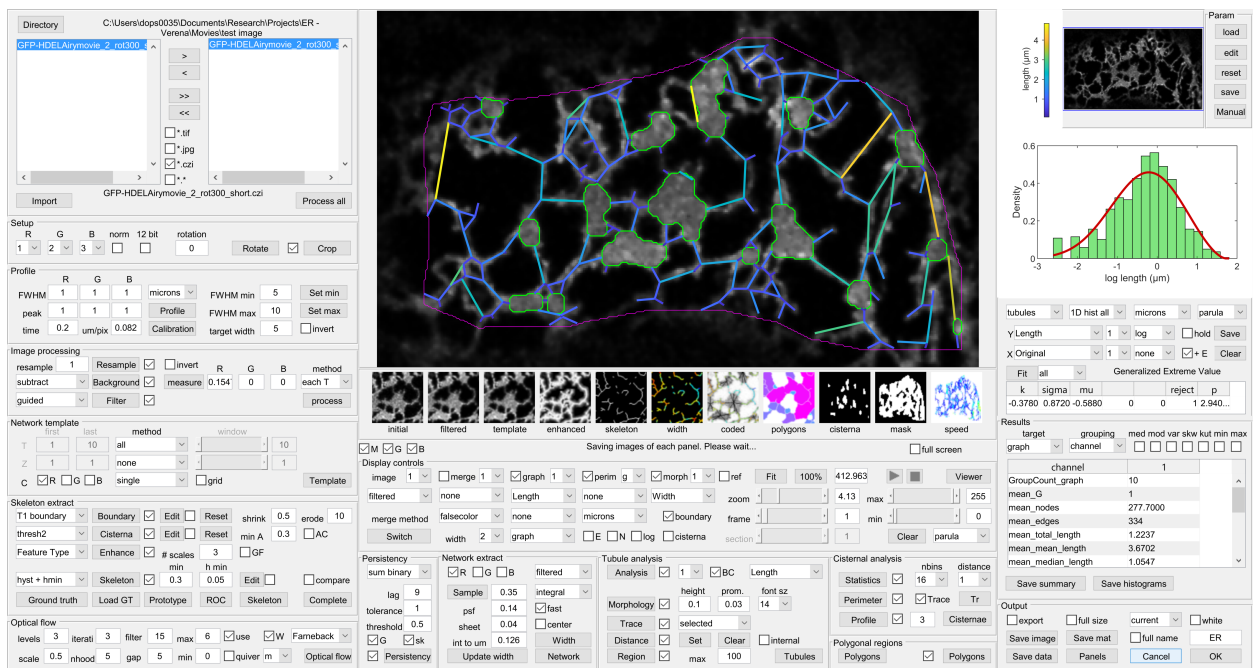 Directory
C:\Users\dops0035\Documents\Research\Projects\ER -
Verena\Movies\test image
GFP-HDELAirymovie_2_rot300_s
GFP-HDELAirymovie_2_rot300_s
>
<
>>
<<
*.tif
*.jpg
*.czi
*.*
GFP-HDELAirymovie_2_rot300_short.czi
Import
Process all
Setup
R G B norm 12 bit rotation
1 2 3 0 Rotate Crop
Profile
R G B
FWHM 1 1 1 microns FWHM min 5 Set min
peak 1 1 1 Profile FWHM max 10 Set max
time 0.2 um/pix 0.082 Calibration target width 5 invert
Image processing
resample 1 Resample invert R G B method
subtract Background measure 0.154 0 0 each T
guided Filter process
Network template
first last method window
T 1 10 all 10
Z 1 1 none 1
C R G B single grid Template
Skeleton extract
T1 boundary Boundary Edit Reset shrink 0.5 erode 10
thresh2 Cisterna Edit Reset min A 0.3 AC
Feature Type Enhance # scales 3 GF
min h min
hyst + hmin Skeleton 0.3 0.05 Edit compare
Ground truth Load GT Prototype ROC Skeleton Complete
Optical flow
levels 3 iterati 3 filter 15 max 6 use W Farneback
scale 0.5 nhood 5 gap 5 min 0 quiver m Optical flow
initial filtered template enhanced skeleton width coded polygons cisterna mask speed
M G B Saving images of each panel. Please wait... full screen
Display controls
image 1 merge 1 graph 1 perim g morph 1 ref Fit 100% 412.963 Viewer
filtered none Length none Width zoom 4.13 max 255
merge method falsecolor none microns boundary frame 1 min 0
Switch width 2 graph E N log cisterna section 1 Clear parula
Persistency
sum binary
lag 9
tolerance 1
threshold 0.5
G sk
Persistency
Network extract
R G B filtered
Sample 0.35 integral
psf 0.14 fast
sheet 0.04 center
int to um 0.126 Width
Update width Network
Tubule analysis
Analysis 1 BC Length
height prom. font sz
Morphology 0.1 0.03 14
Trace selected
Distance Set Clear internal
Region max 100 Tubules
Cisternal analysis
nbins distance
Statistics 16 1
Perimeter Trace Tr
Profile 3 Cisternae
Polygonal regions
Polygons Polygons
length (µm)
4
3
2
1
Param
load
edit
reset
save
Manual
Density
0.6
0.4
0.2
0
-3 -2 -1 0 1 2
log length (µm)
tubules 1D hist all microns parula
Y Length 1 log hold Save
X Original 1 none + E Clear
Fit all Generalized Extreme Value
k sigma mu reject p
-0.3780 0.8720 -0.5880 0 0 1 2.940...
Results
target grouping med mod var skw kut min max
graph channel
channel 1
GroupCount_graph 10
mean_G 1
mean_nodes 277.7000
mean_edges 334
mean_total_length 1.2237
mean_mean_length 3.6702
mean_median_length 1.0547
Save summary Save histograms
Output
export full size current white
Save image Save mat full name ER
Save data Panels Cancel OK